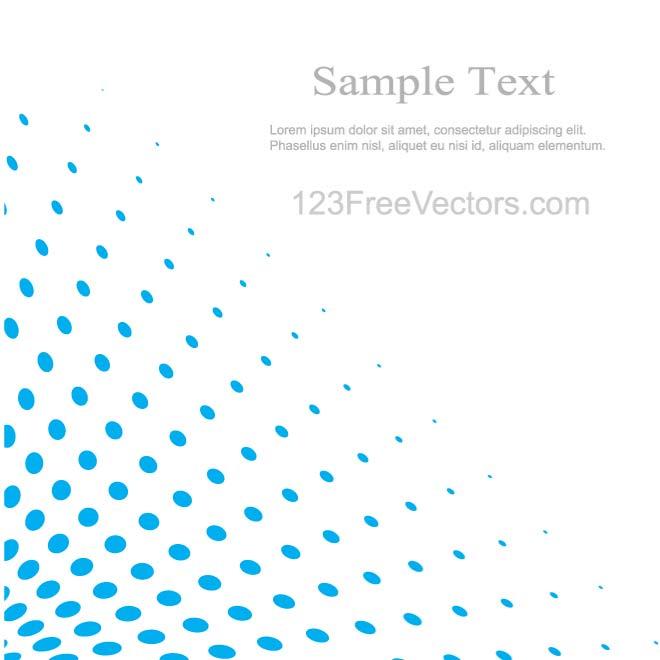 Sample Text
Lorem ipsum dolor sit amet, consectetur adipiscing elit.
Phasellus enim nisl, aliquet eu nisi id, aliquam elementum.
123FreeVectors.com